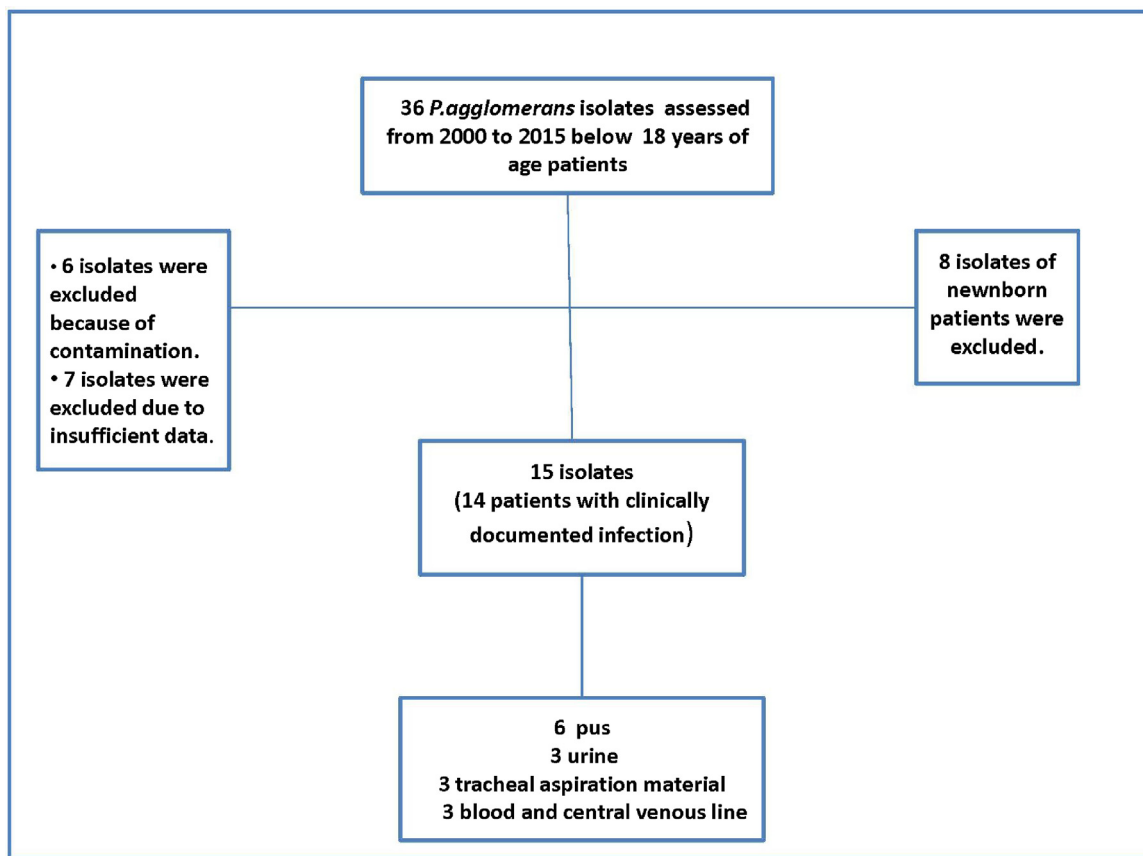 36 P.agglomerans isolates assessed
from 2000 to 2015 below 18 years of
age patients
• 6 isolates were
excluded
because of
contamination.
• 7 isolates were
excluded due to
insufficient data.
8 isolates of
newnborn
patients were
excluded.
15 isolates
(14 patients with clinically
documented infection)
6 pus
3 urine
3 tracheal aspiration material
3 blood and central venous line